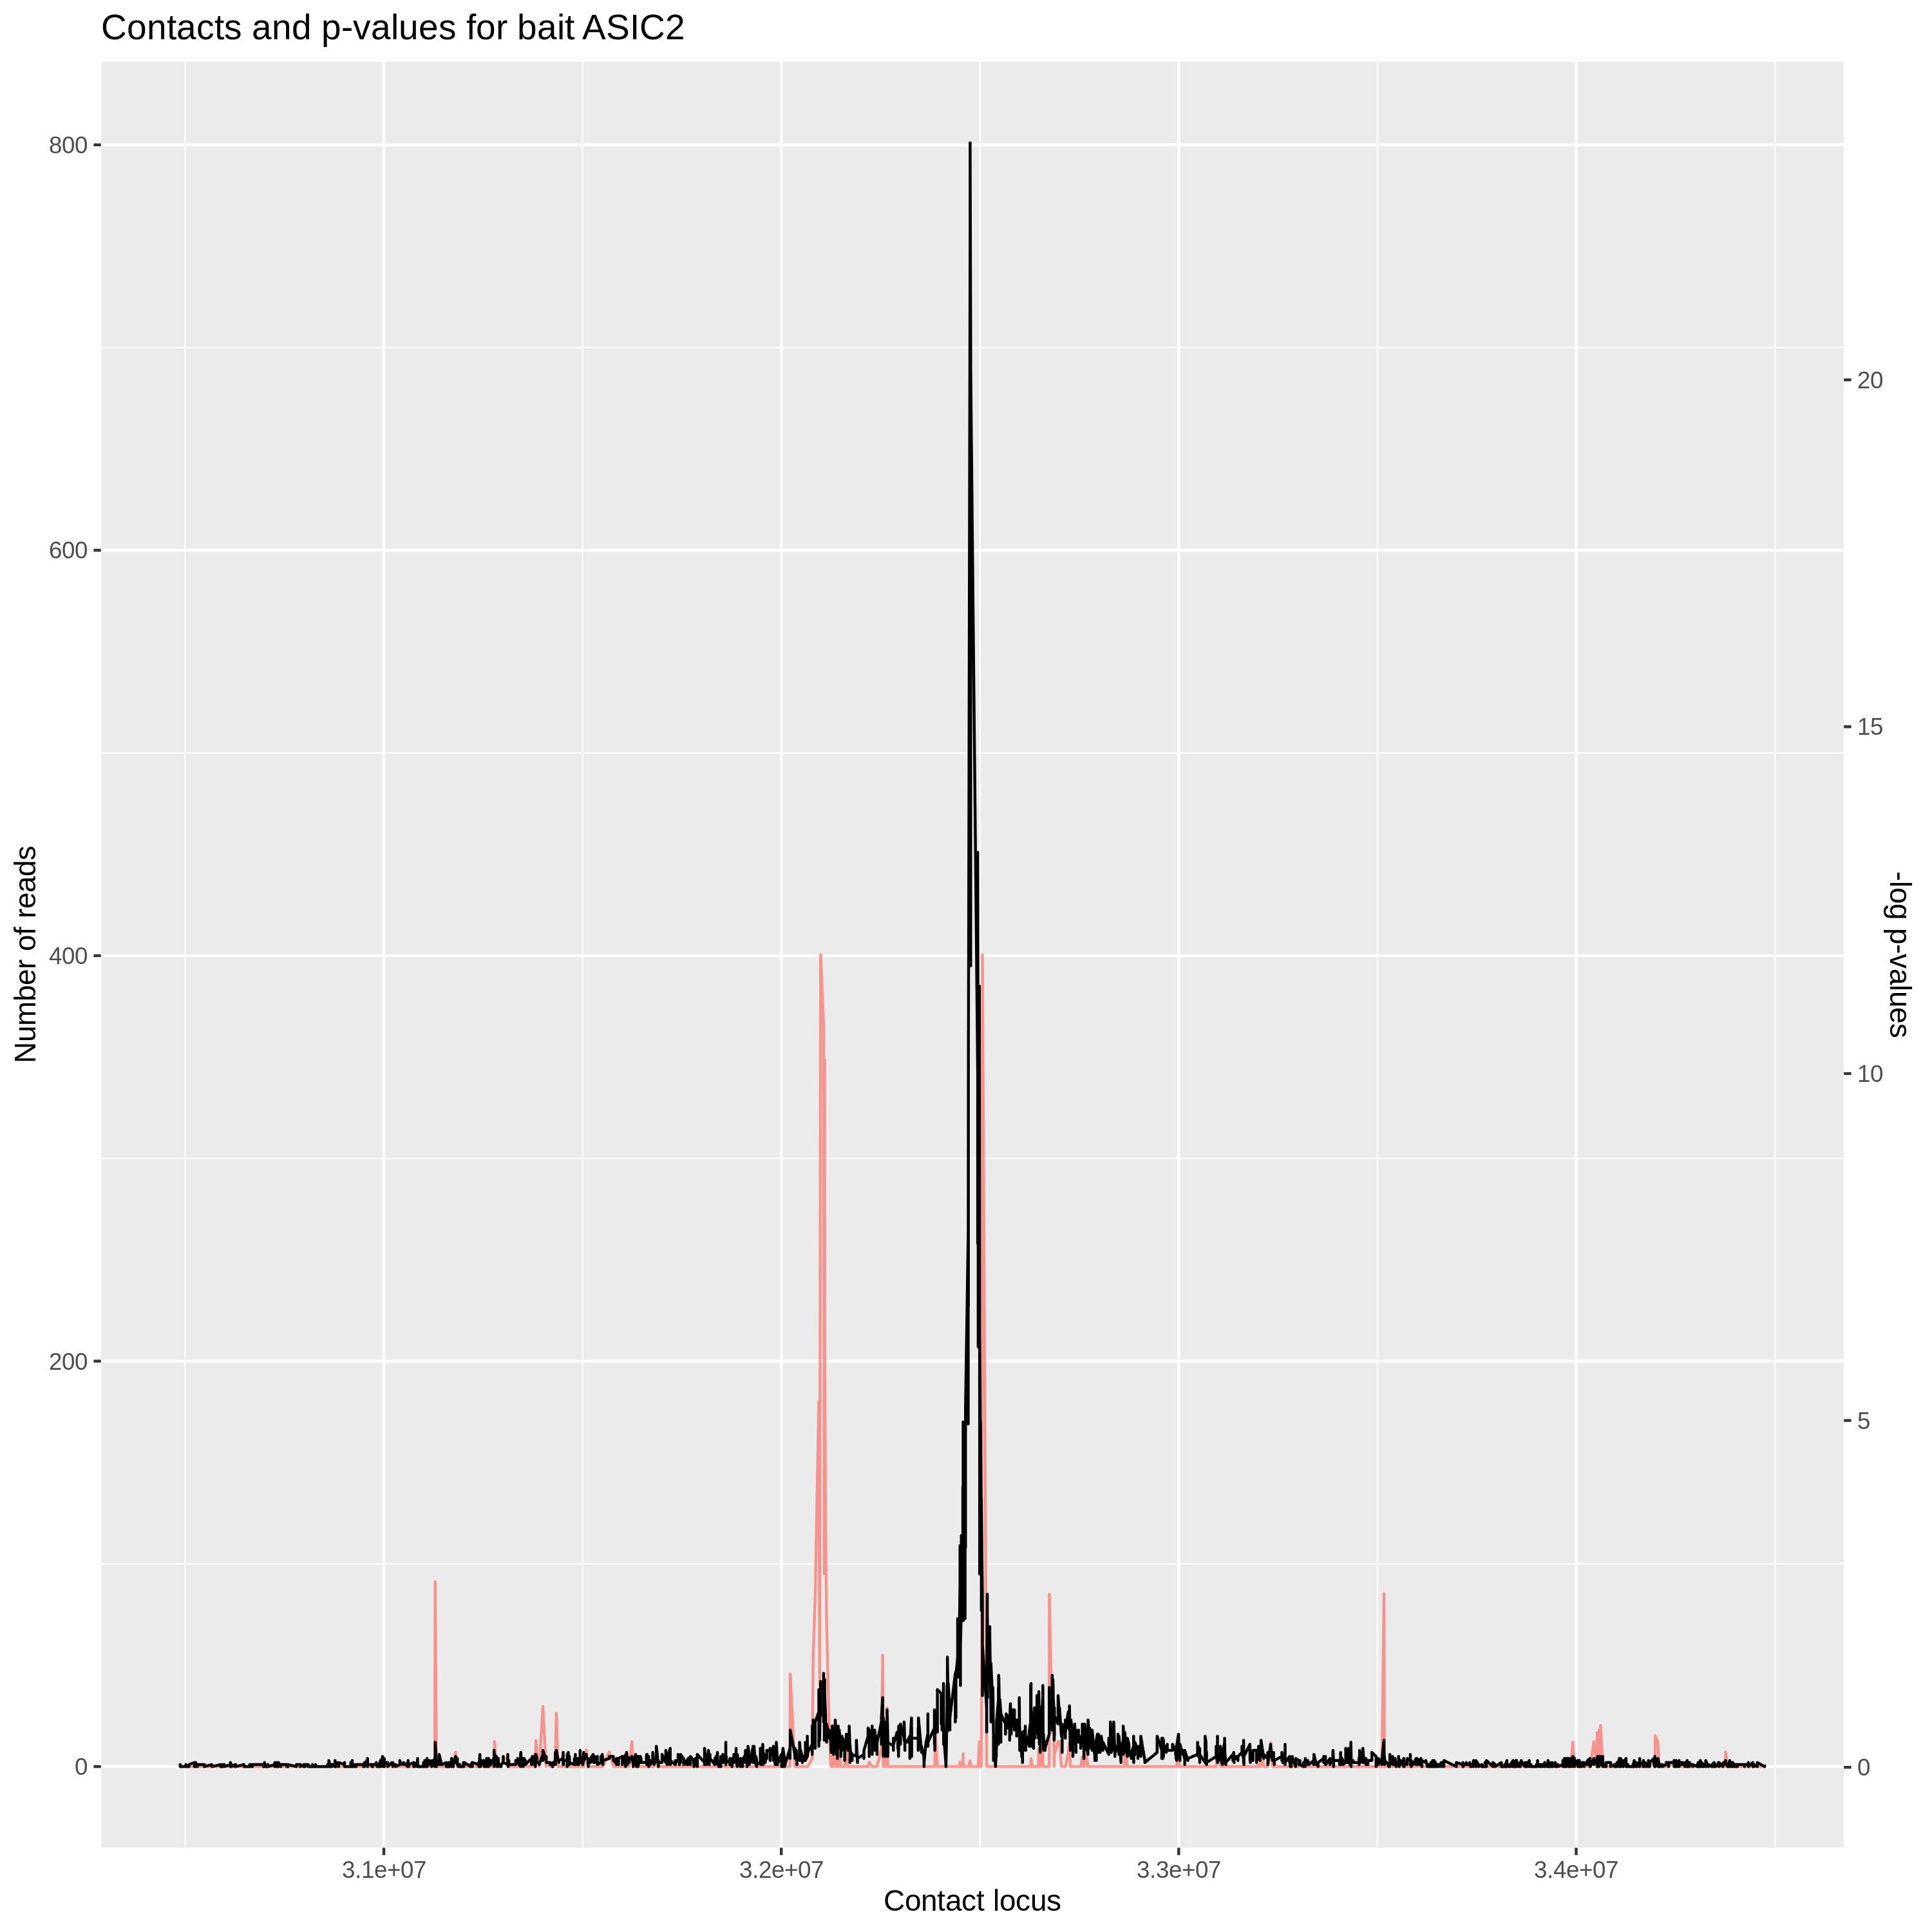 Contacts and p-values for bait ASIC2
800
600
400
200
0
Number of reads
20
15
10
5
0
-log p-values
3.1e+07
3.2e+07
3.3e+07
3.4e+07
Contact locus